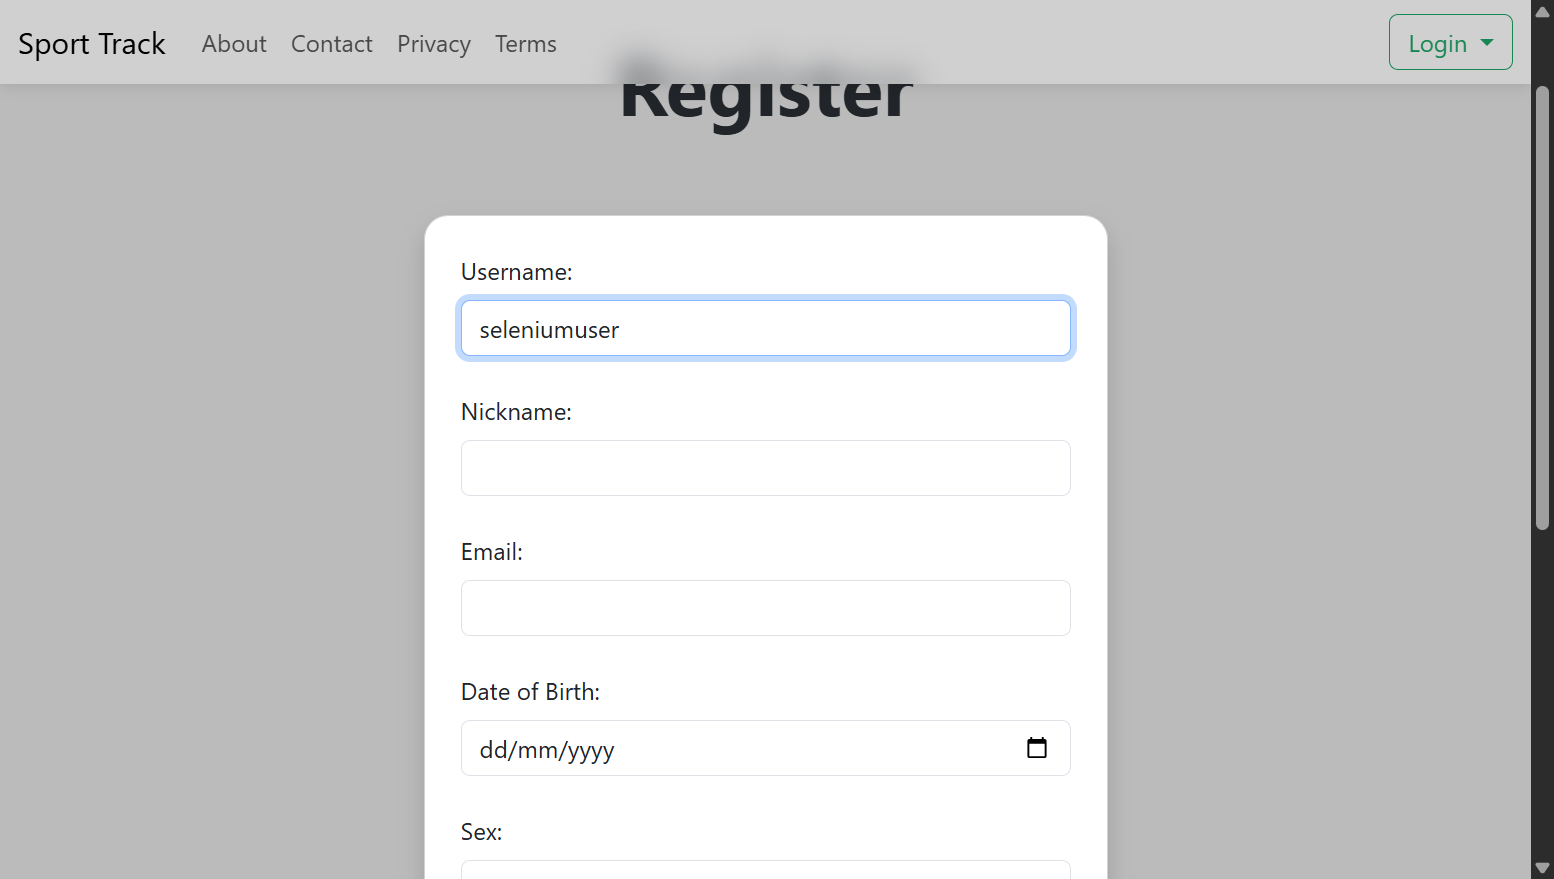 Sport Track About Contact Privacy Terms Login
Register
Username:
seleniumuser
Nickname:
Email:
Date of Birth:
dd/mm/yyyy
Sex: